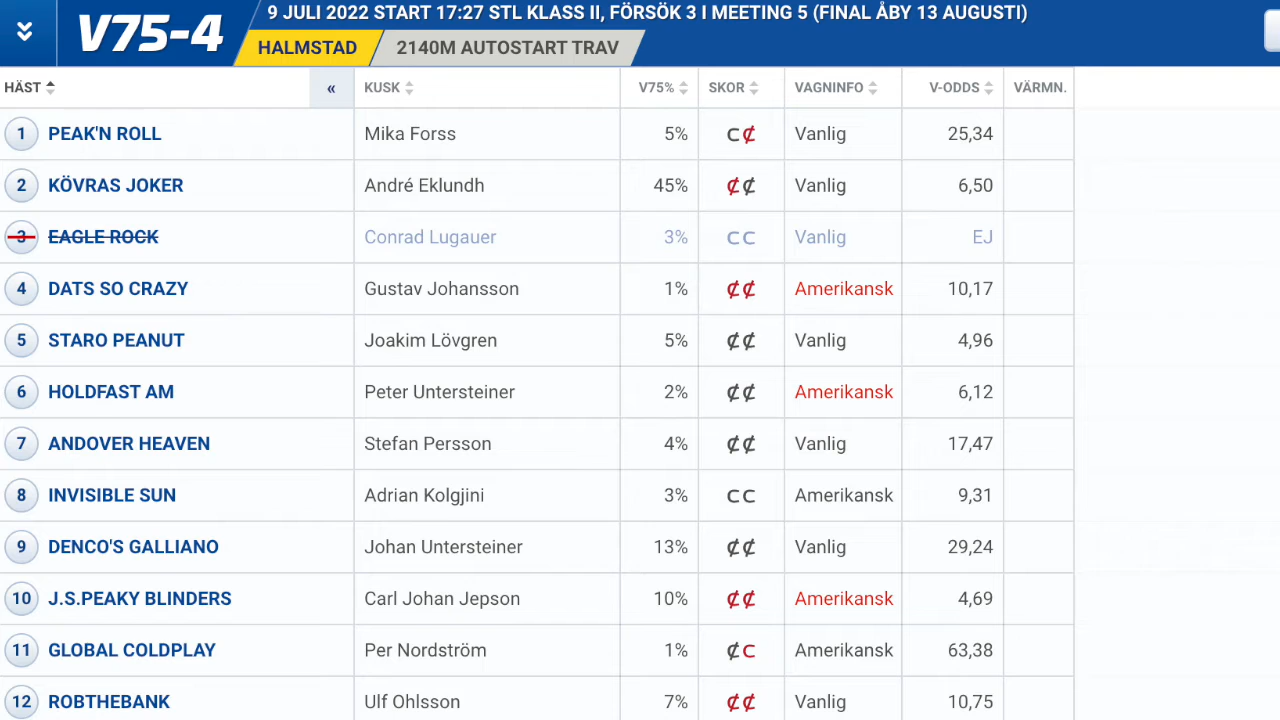 V75-4
9 JULI 2022 START 17:27 STL KLASS II, FÖRSÖK 3 I MEETING 5 (FINAL ÅBY 13 AUGUSTI)
HALMSTAD 2140M AUTOSTART TRAV
HÄST « KUSK V75% SKOR VAGNINFO V-ODDS VÄRMN.
1 PEAK'N ROLL Mika Forss 5% C ₵ Vanlig 25,34
2 KÖVRAS JOKER André Eklundh 45% ₵ ₵ Vanlig 6,50
3 EAGLE ROCK Conrad Lugauer 3% C C Vanlig EJ
4 DATS SO CRAZY Gustav Johansson 1% ₵ ₵ Amerikansk 10,17
5 STARO PEANUT Joakim Lövgren 5% ₵ ₵ Vanlig 4,96
6 HOLDFAST AM Peter Untersteiner 2% ₵ ₵ Amerikansk 6,12
7 ANDOVER HEAVEN Stefan Persson 4% ₵ ₵ Vanlig 17,47
8 INVISIBLE SUN Adrian Kolgjini 3% C C Amerikansk 9,31
9 DENCO'S GALLIANO Johan Untersteiner 13% ₵ ₵ Vanlig 29,24
10 J.S.PEAKY BLINDERS Carl Johan Jepson 10% ₵ ₵ Amerikansk 4,69
11 GLOBAL COLDPLAY Per Nordström 1% ₵ C Amerikansk 63,38
12 ROBTHEBANK Ulf Ohlsson 7% ₵ ₵ Vanlig 10,75